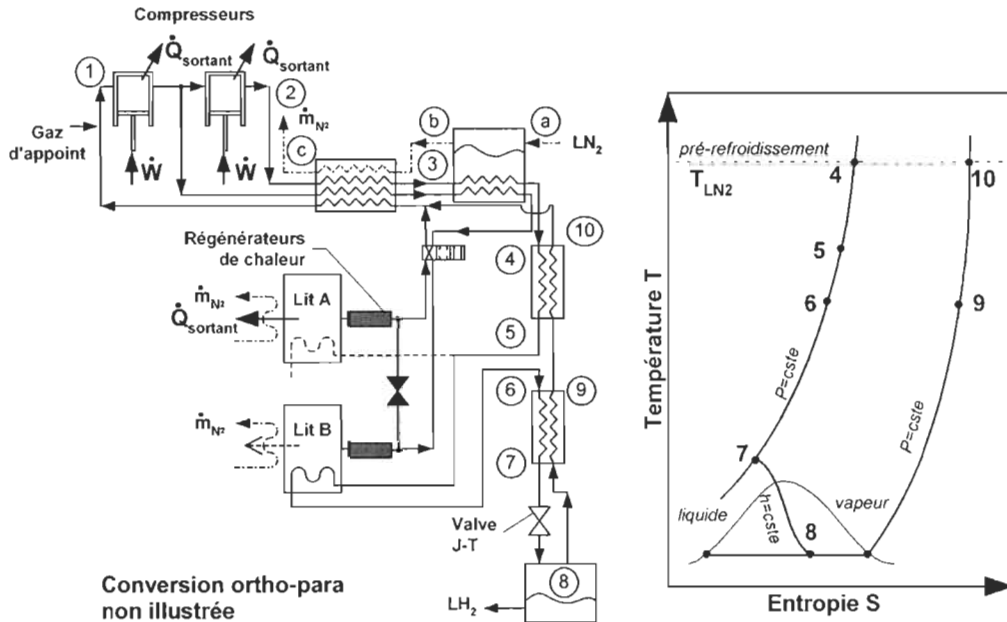 Compresseurs
Q̇sortant
Q̇sortant
1
2
ṁN²
Gaz
d'appoint
Ẇ
Ẇ
c
b
a
3
LN₂
10
4
5
Régénérateurs
de chaleur
ṁN²
Q̇sortant
Lit A
ṁN²
Lit B
6
9
7
Valve
J-T
8
LH₂
Conversion ortho-para
non illustrée
Température T
pré-refroidissement
TLN2
4
10
5
6
9
P=cste
P=cste
7
liquide
h=cste
vapeur
8
Entropie S